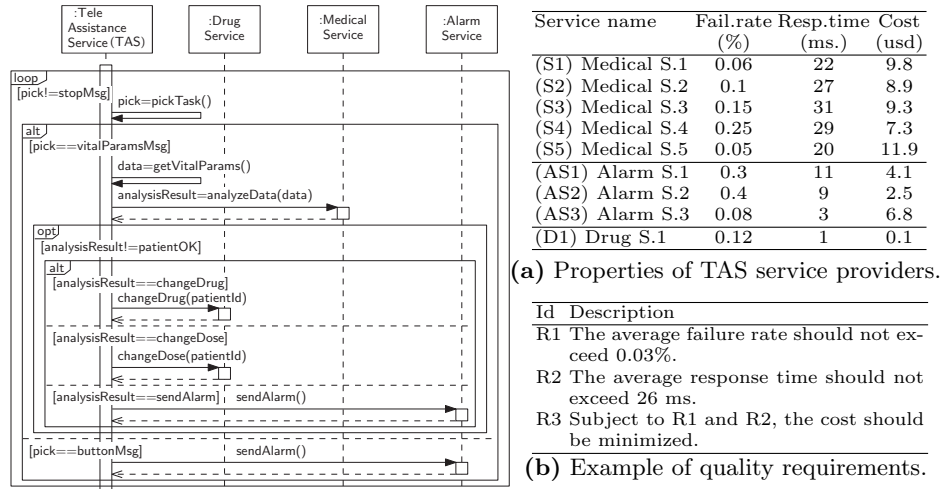 :Tele
Assistance
Service (TAS)
:Drug
Service
:Medical
Service
:Alarm
Service
loop
[pick!=stopMsg]
pick=pickTask()
alt
[pick==vitalParamsMsg]
data=getVitalParams()
analysisResult=analyzeData(data)
opt
[analysisResult!=patientOK]
alt
[analysisResult==changeDrug]
changeDrug(patientId)
[analysisResult==changeDose]
changeDose(patientId)
[analysisResult==sendAlarm] sendAlarm()
[pick==buttonMsg] sendAlarm()
Service name Fail.rate Resp.time Cost
(%) (ms.) (usd)
(S1) Medical S.1 0.06 22 9.8
(S2) Medical S.2 0.1 27 8.9
(S3) Medical S.3 0.15 31 9.3
(S4) Medical S.4 0.25 29 7.3
(S5) Medical S.5 0.05 20 11.9
(AS1) Alarm S.1 0.3 11 4.1
(AS2) Alarm S.2 0.4 9 2.5
(AS3) Alarm S.3 0.08 3 6.8
(D1) Drug S.1 0.12 1 0.1
(a) Properties of TAS service providers.
Id Description
R1 The average failure rate should not ex-
ceed 0.03%.
R2 The average response time should not
exceed 26 ms.
R3 Subject to R1 and R2, the cost should
be minimized.
(b) Example of quality requirements.